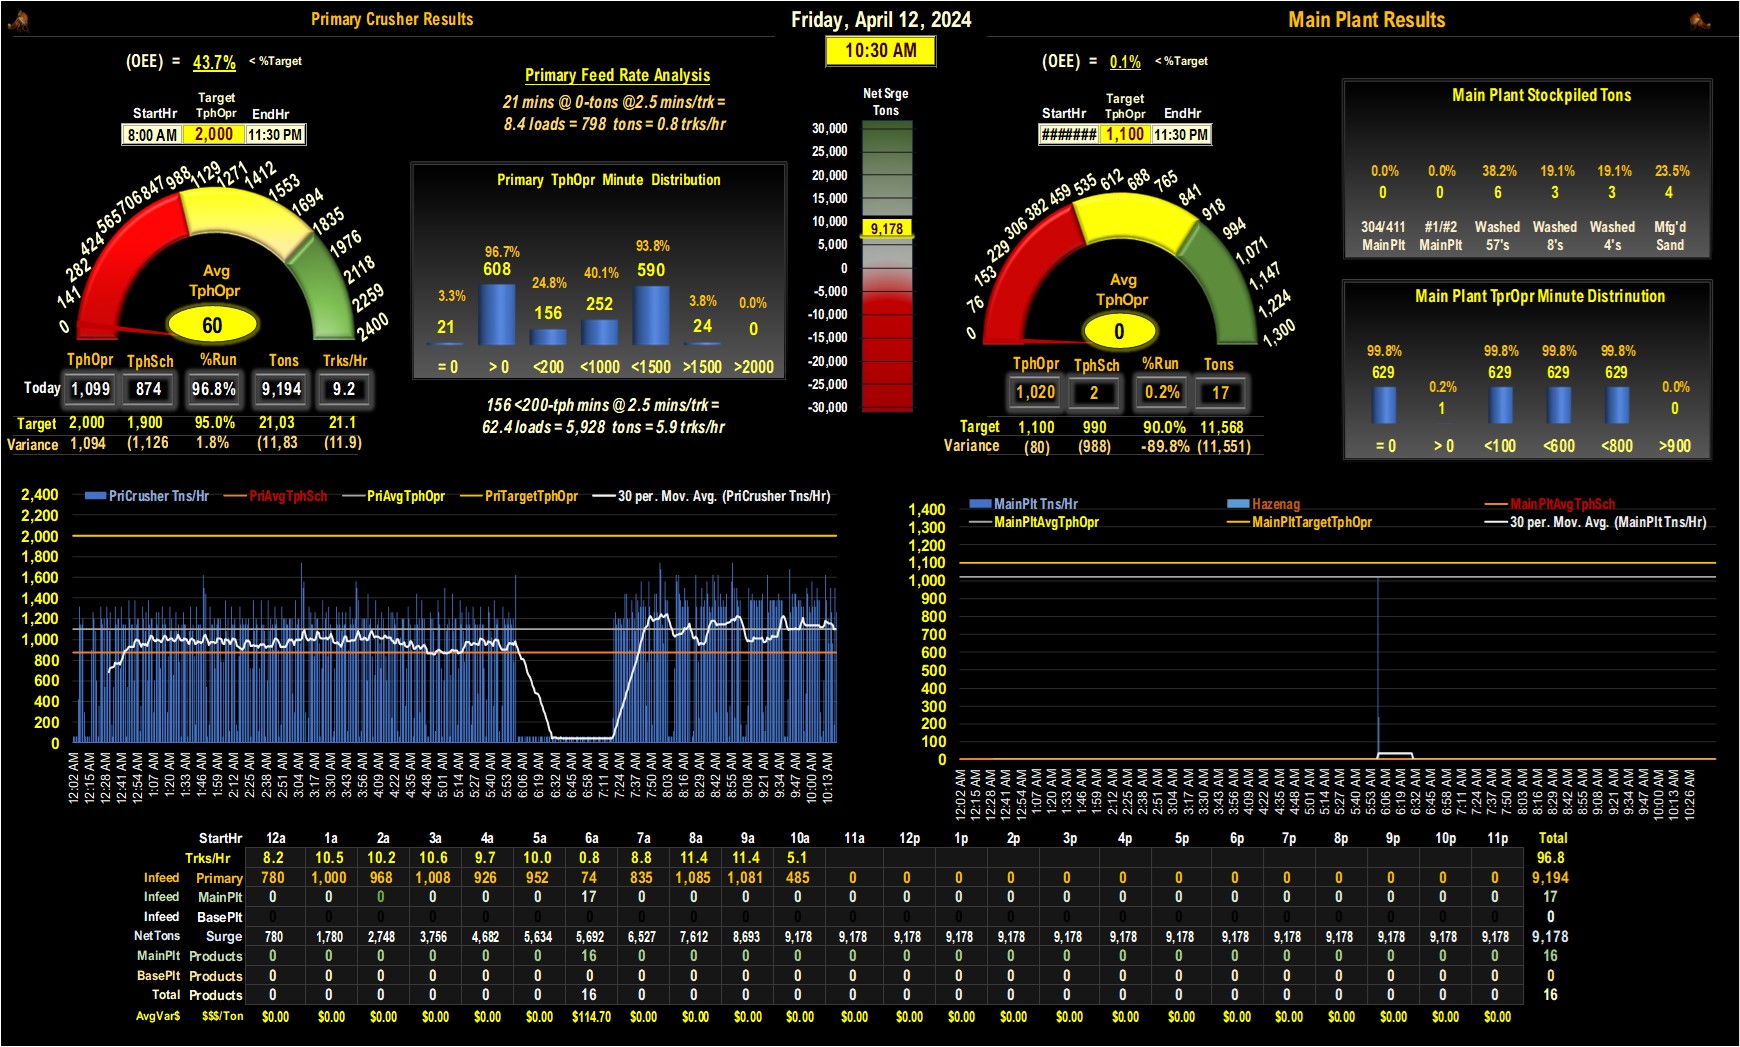 Primary Crusher Results
Friday, April 12, 2024
Main Plant Results
10:30 AM
(OEE) = 43.7% < %Target
StartHr Target TphOpr EndHr
8:00 AM 2,000 11:30 PM
0 141 282 424 565 706 847 988 1129 1271 1412 1553 1694 1835 1976 2118 2259 2400
Avg
TphOpr
60
TphOpr TphSch %Run Tons Trks/Hr
Today 1,099 874 96.8% 9,194 9.2
Target 2,000 1,900 95.0% 21,03 21.1
Variance 1,094 (1,126 1.8% (11,83 (11.9)
Primary Feed Rate Analysis
21 mins @ 0-tons @2.5 mins/trk =
8.4 loads = 798 tons = 0.8 trks/hr
Primary TphOpr Minute Distribution
3.3% 96.7% 24.8% 40.1% 93.8% 3.8% 0.0%
21 608 156 252 590 24 0
= 0 > 0 <200 <1000 <1500 >1500 >2000
156 <200-tph mins @ 2.5 mins/trk =
62.4 loads = 5,928 tons = 5.9 trks/hr
Net Srge
Tons
30,000
25,000
20,000
15,000
10,000
9,178
5,000
0
-5,000
-10,000
-15,000
-20,000
-25,000
-30,000
(OEE) = 0.1% < %Target
StartHr Target TphOpr EndHr
####### 1,100 11:30 PM
0 76 153 229 306 382 459 535 612 688 765 841 918 994 1,071 1,147 1,224 1,300
Avg
TphOpr
0
TphOpr TphSch %Run Tons
1,020 2 0.2% 17
Target 1,100 990 90.0% 11,568
Variance (80) (988) -89.8% (11,551)
Main Plant Stockpiled Tons
0.0% 0.0% 38.2% 19.1% 19.1% 23.5%
0 0 6 3 3 4
304/411 #1/#2 Washed Washed Washed Mfg'd
MainPlt MainPlt 57's 8's 4's Sand
Main Plant TprOpr Minute Distrinution
99.8% 0.2% 99.8% 99.8% 99.8% 0.0%
629 1 629 629 629 0
= 0 > 0 <100 <600 <800 >900
PriCrusher Tns/Hr PriAvgTphSch PriAvgTphOpr PriTargetTphOpr 30 per. Mov. Avg. (PriCrusher Tns/Hr)
2,400
2,200
2,000
1,800
1,600
1,400
1,200
1,000
800
600
400
200
0
12:02 AM 12:15 AM 12:28 AM 12:41 AM 12:54 AM 1:07 AM 1:20 AM 1:33 AM 1:46 AM 1:59 AM 2:12 AM 2:25 AM 2:38 AM 2:51 AM 3:04 AM 3:17 AM 3:30 AM 3:43 AM 3:56 AM 4:09 AM 4:22 AM 4:35 AM 4:48 AM 5:01 AM 5:14 AM 5:27 AM 5:40 AM 5:53 AM 6:06 AM 6:19 AM 6:32 AM 6:45 AM 6:58 AM 7:11 AM 7:24 AM 7:37 AM 7:50 AM 8:03 AM 8:16 AM 8:29 AM 8:42 AM 8:55 AM 9:08 AM 9:21 AM 9:34 AM 9:47 AM 10:00 AM 10:13 AM
MainPlt Tns/Hr Hazenag MainPltAvgTphSch
MainPltAvgTphOpr MainPltTargetTphOpr 30 per. Mov. Avg. (MainPlt Tns/Hr)
1,400
1,300
1,200
1,100
1,000
900
800
700
600
500
400
300
200
100
0
12:02 AM 12:15 AM 12:28 AM 12:41 AM 12:54 AM 1:07 AM 1:20 AM 1:33 AM 1:46 AM 1:59 AM 2:12 AM 2:25 AM 2:38 AM 2:51 AM 3:04 AM 3:17 AM 3:30 AM 3:43 AM 3:56 AM 4:09 AM 4:22 AM 4:35 AM 4:48 AM 5:01 AM 5:14 AM 5:27 AM 5:40 AM 5:53 AM 6:06 AM 6:19 AM 6:32 AM 6:45 AM 6:58 AM 7:11 AM 7:24 AM 7:37 AM 7:50 AM 8:03 AM 8:16 AM 8:29 AM 8:42 AM 8:55 AM 9:08 AM 9:21 AM 9:34 AM 9:47 AM 10:00 AM 10:13 AM 10:26 AM
StartHr 12a 1a 2a 3a 4a 5a 6a 7a 8a 9a 10a 11a 12p 1p 2p 3p 4p 5p 6p 7p 8p 9p 10p 11p Total
Trks/Hr 8.2 10.5 10.2 10.6 9.7 10.0 0.8 8.8 11.4 11.4 5.1 96.8
Infeed Primary 780 1,000 968 1,008 926 952 74 835 1,085 1,081 485 0 0 0 0 0 0 0 0 0 0 0 0 0 9,194
Infeed MainPlt 0 0 0 0 0 0 17 0 0 0 0 0 0 0 0 0 0 0 0 0 0 0 0 0 17
Infeed BasePlt 0 0 0 0 0 0 0 0 0 0 0 0 0 0 0 0 0 0 0 0 0 0 0 0 0
NetTons Surge 780 1,780 2,748 3,756 4,682 5,634 5,692 6,527 7,612 8,693 9,178 9,178 9,178 9,178 9,178 9,178 9,178 9,178 9,178 9,178 9,178 9,178 9,178 9,178 9,178
MainPlt Products 0 0 0 0 0 0 16 0 0 0 0 0 0 0 0 0 0 0 0 0 0 0 0 0 16
BasePlt Products 0 0 0 0 0 0 0 0 0 0 0 0 0 0 0 0 0 0 0 0 0 0 0 0 0
Total Products 0 0 0 0 0 0 16 0 0 0 0 0 0 0 0 0 0 0 0 0 0 0 0 0 16
AvgVar$ $$$/Ton $0.00 $0.00 $0.00 $0.00 $0.00 $0.00 $114.70 $0.00 $0.00 $0.00 $0.00 $0.00 $0.00 $0.00 $0.00 $0.00 $0.00 $0.00 $0.00 $0.00 $0.00 $0.00 $0.00 $0.00